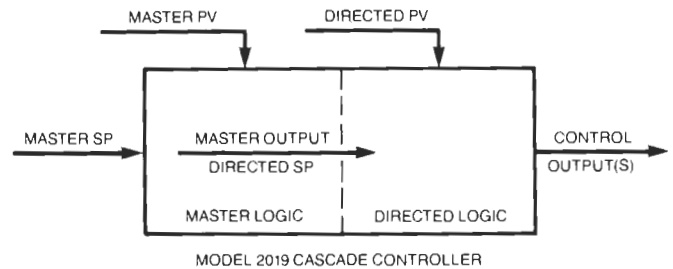 MASTER PV
DIRECTED PV
MASTER SP
MASTER OUTPUT
DIRECTED SP
CONTROL
OUTPUT(S)
MASTER LOGIC
DIRECTED LOGIC
MODEL 2019 CASCADE CONTROLLER